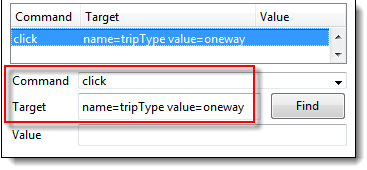 Command Target Value
click name=tripType value=oneway
Command click
Target name=tripType value=oneway Find
Value